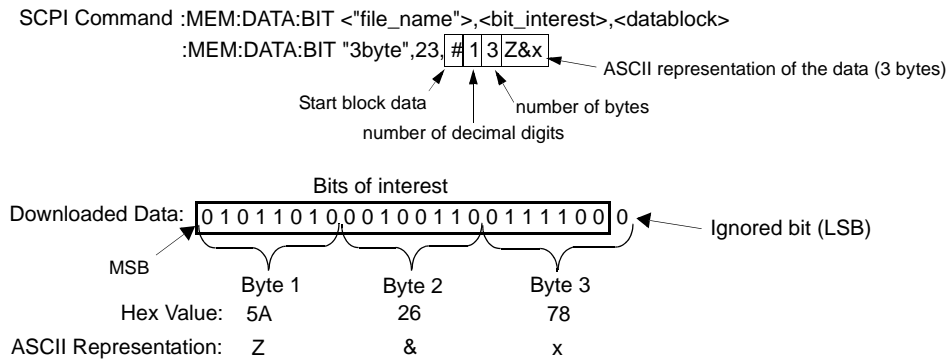 SCPI Command :MEM:DATA:BIT <"file_name">,<bit_interest>,<datablock>
:MEM:DATA:BIT "3byte",23, # 1 3 Z&x
ASCII representation of the data (3 bytes)
Start block data
number of bytes
number of decimal digits
Bits of interest
Downloaded Data: 0 1 0 1 1 0 1 0 0 0 1 0 0 1 1 0 0 1 1 1 1 0 0 0
Ignored bit (LSB)
MSB
Byte 1 Byte 2 Byte 3
Hex Value: 5A 26 78
ASCII Representation: Z & x